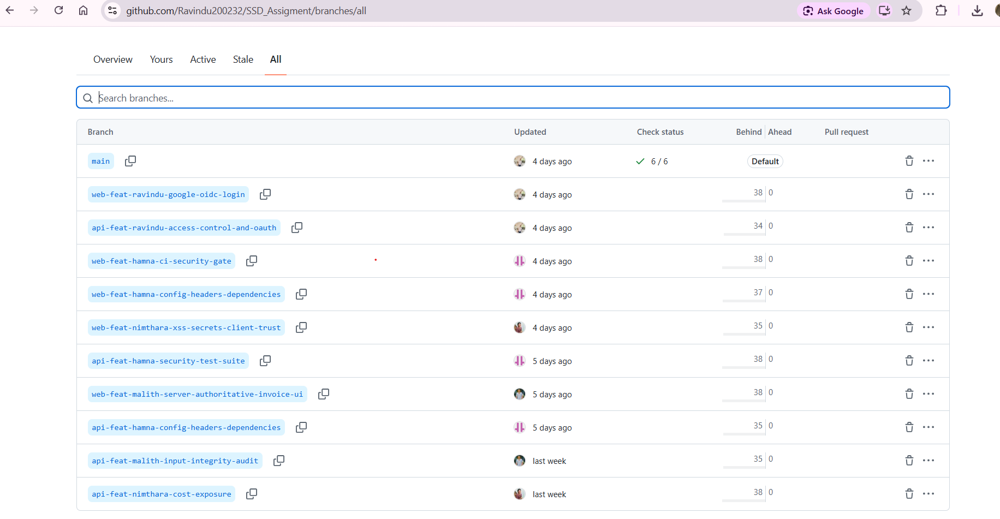 github.com/Ravindu200232/SSD_Assigment/branches/all Ask Google
Overview Yours Active Stale All
Search branches...
Branch Updated Check status Behind Ahead Pull request
main 4 days ago 6 / 6 Default
web-feat-ravindu-google-oidc-login 4 days ago 38 0
api-feat-ravindu-access-control-and-oauth 4 days ago 34 0
web-feat-hamna-ci-security-gate 4 days ago 38 0
web-feat-hamna-config-headers-dependencies 4 days ago 37 0
web-feat-nimthara-xss-secrets-client-trust 4 days ago 35 0
api-feat-hamna-security-test-suite 5 days ago 38 0
web-feat-malith-server-authoritative-invoice-ui 5 days ago 38 0
api-feat-hamna-config-headers-dependencies 5 days ago 35 0
api-feat-malith-input-integrity-audit last week 35 0
api-feat-nimthara-cost-exposure last week 38 0